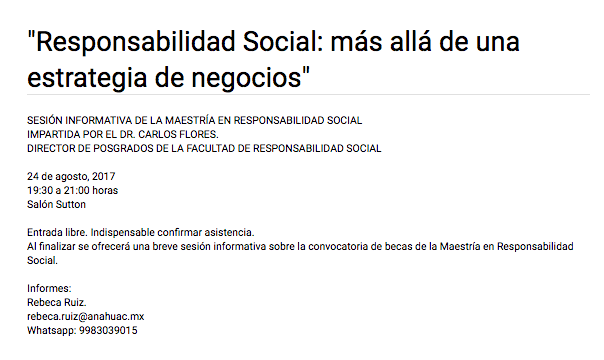 "Responsabilidad Social: más allá de una
estrategia de negocios"
SESIÓN INFORMATIVA DE LA MAESTRÍA EN RESPONSABILIDAD SOCIAL
IMPARTIDA POR EL DR. CARLOS FLORES.
DIRECTOR DE POSGRADOS DE LA FACULTAD DE RESPONSABILIDAD SOCIAL
24 de agosto, 2017
19:30 a 21:00 horas
Salón Sutton
Entrada libre. Indispensable confirmar asistencia.
Al finalizar se ofrecerá una breve sesión informativa sobre la convocatoria de becas de la Maestría en Responsabilidad
Social.
Informes:
Rebeca Ruiz.
rebeca.ruiz@anahuac.mx
Whatsapp: 9983039015